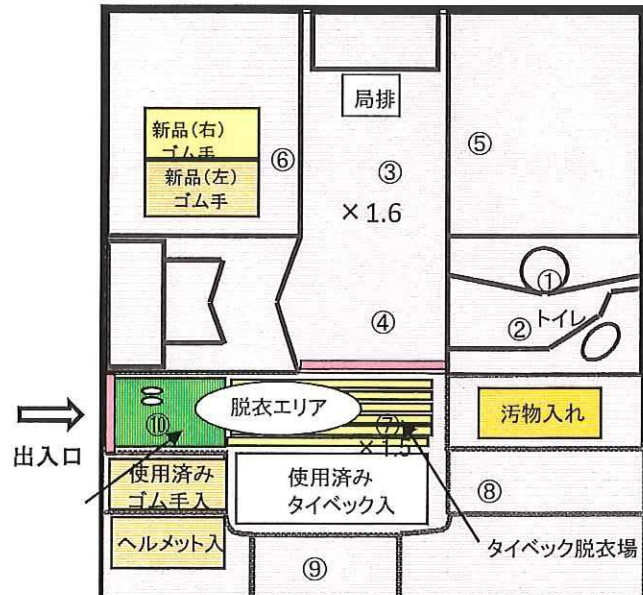 局排
新品(右)
ゴム手
新品(左)
ゴム手
⑥
③
⑤
×1.6
①
④
②
トイレ
出入口
⑩
脱衣エリア
⑦
×1.5
汚物入れ
使用済み
ゴム手入
使用済み
タイベック入
⑧
ヘルメット入
⑨
タイベック脱衣場